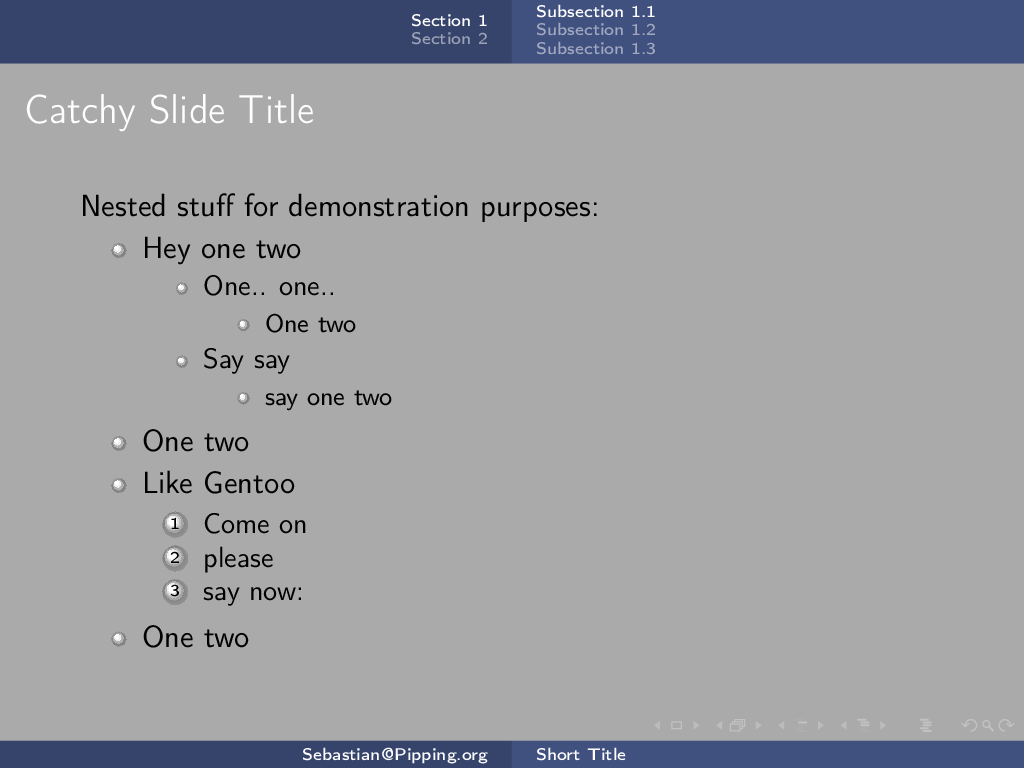 Section 1
Section 2
Subsection 1.1
Subsection 1.2
Subsection 1.3
Catchy Slide Title
Nested stuff for demonstration purposes:
Hey one two
One.. one..
One two
Say say
say one two
One two
Like Gentoo
1 Come on
2 please
3 say now:
One two
Sebastian@Pipping.org
Short Title